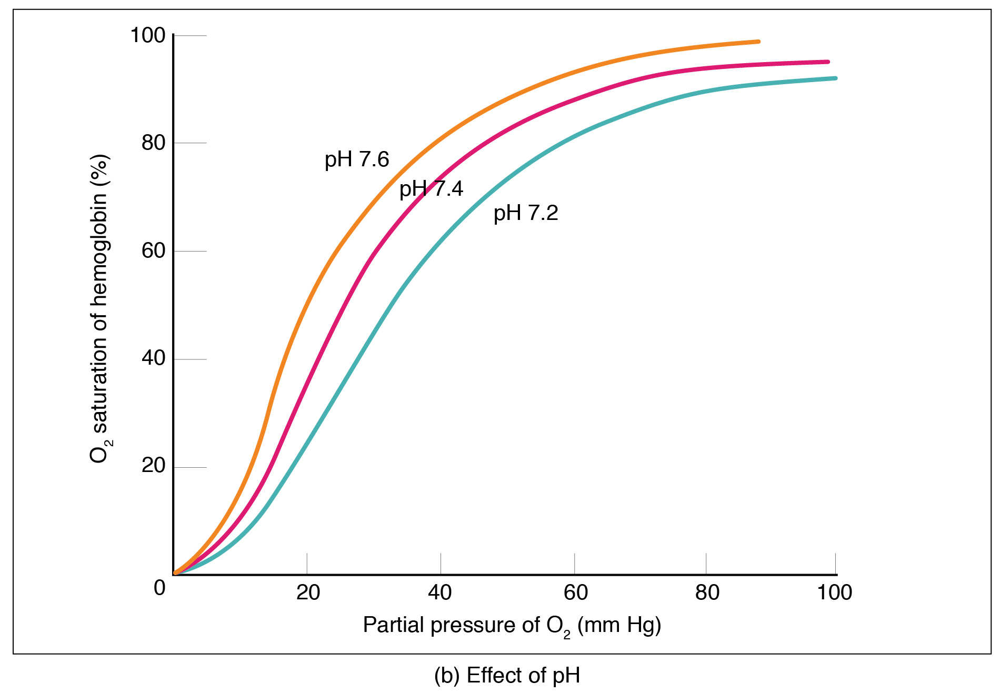 100
80
60
40
20
0
O₂ saturation of hemoglobin (%)
pH 7.6
pH 7.4
pH 7.2
20 40 60 80 100
Partial pressure of O₂ (mm Hg)
(b) Effect of pH